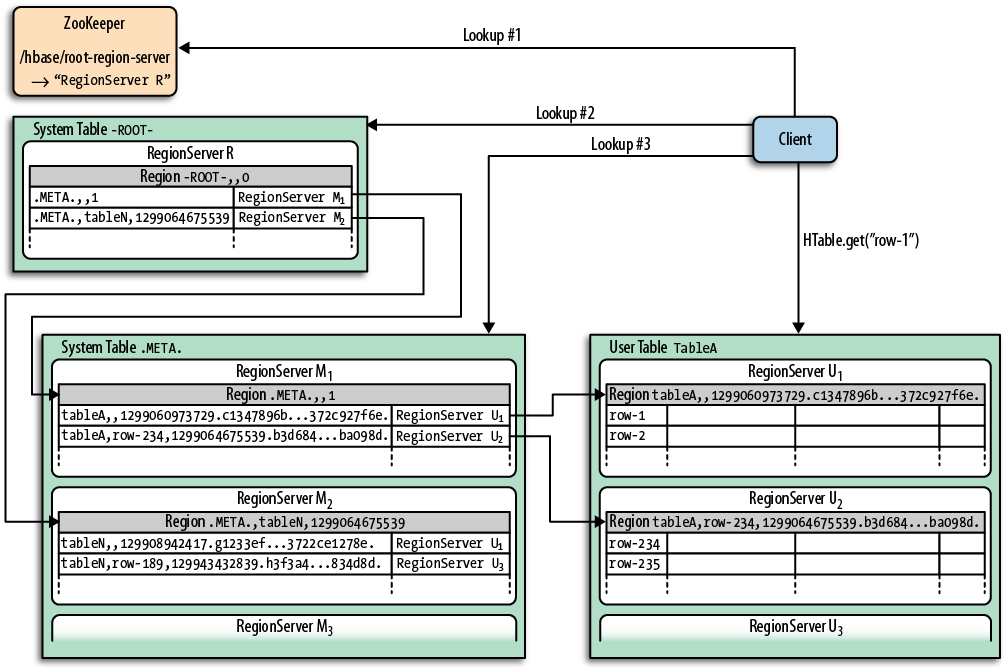 ZooKeeper
/hbase/root-region-server
→ “RegionServer R”
Lookup #1
Lookup #2
Lookup #3
Client
HTable.get(“row-1”)
System Table -ROOT-
RegionServer R
Region -ROOT-,,0
.META.,,1 RegionServer M1
.META.,tableN,1299064675539 RegionServer M2
System Table .META.
RegionServer M1
Region .META.,,1
tableA,,1299060973729.c1347896b...372c927f6e. RegionServer U1
tableA,row-234,1299064675539.b3d684...ba098d. RegionServer U2
RegionServer M2
Region .META.,tableN,1299064675539
tableN,,129908942417.g1233ef...3722ce1278e. RegionServer U1
tableN,row-189,129943432839.h3f3a4...834d8d. RegionServer U3
RegionServer M3
User Table TableA
RegionServer U1
Region tableA,,1299060973729.c1347896b...372c927f6e.
row-1
row-2
RegionServer U2
Region tableA,row-234,1299064675539.b3d684...ba098d.
row-234
row-235
RegionServer U3